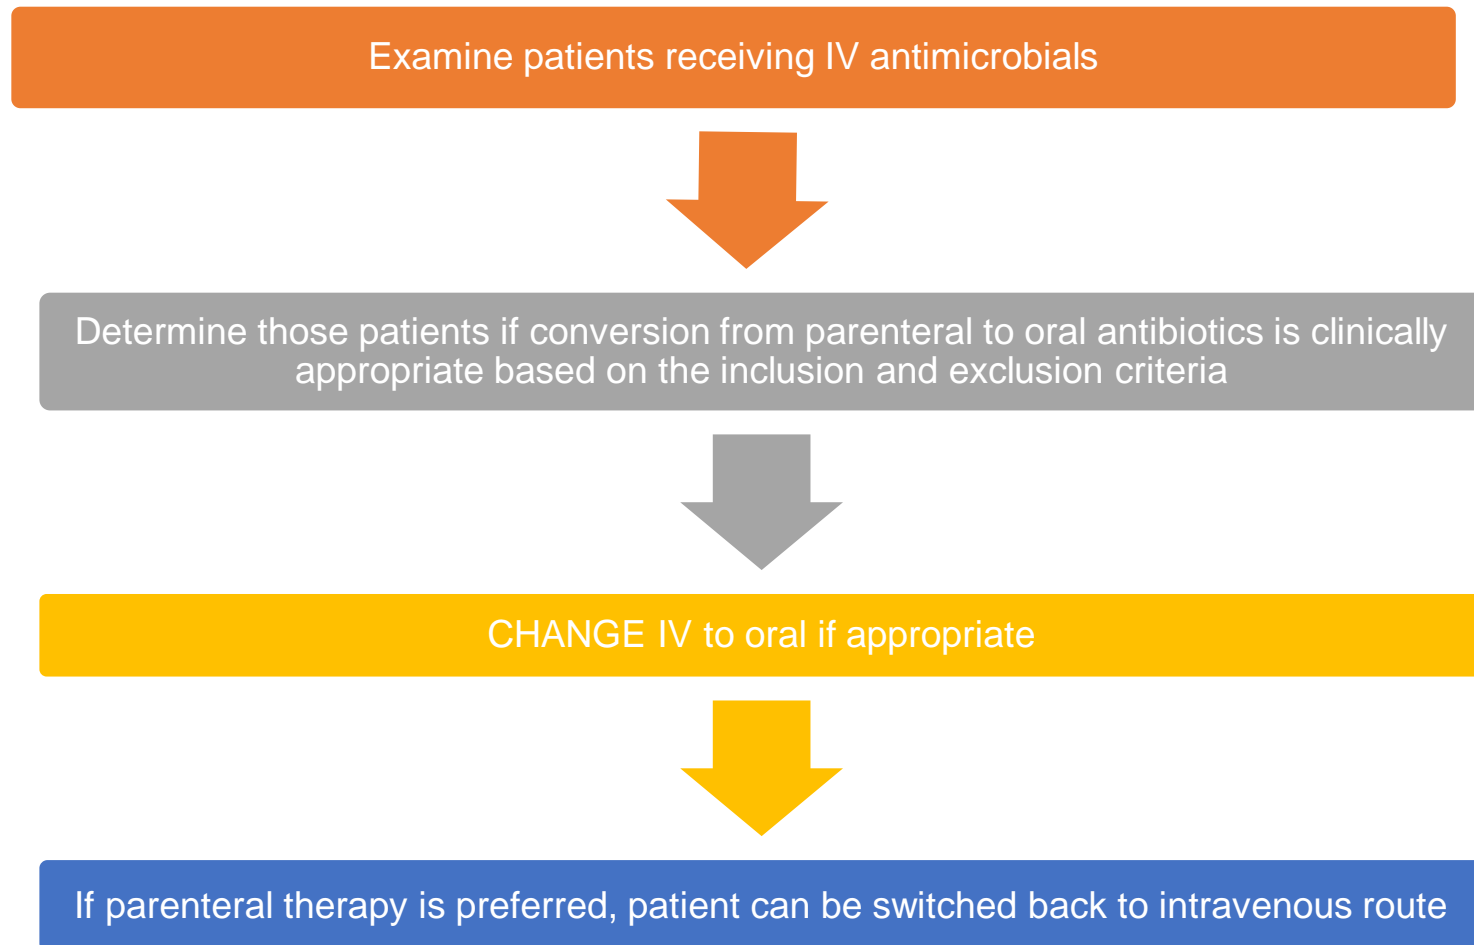 Examine patients receiving IV antimicrobials
Determine those patients if conversion from parenteral to oral antibiotics is clinically
appropriate based on the inclusion and exclusion criteria
CHANGE IV to oral if appropriate
If parenteral therapy is preferred, patient can be switched back to intravenous route